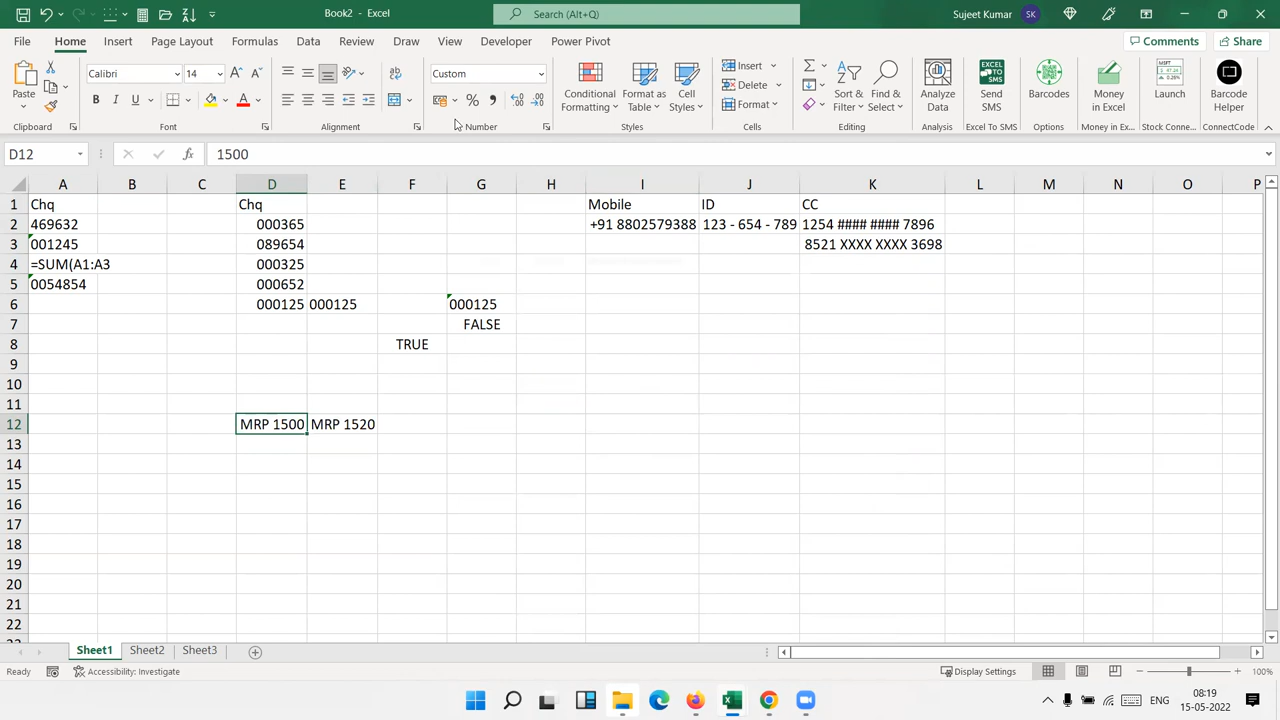 Book2 - Excel
Search (Alt+Q)
Sujeet Kumar
SK
File Home Insert Page Layout Formulas Data Review Draw View Developer Power Pivot
Comments Share
Paste
Calibri 14
B I U
Custom
Conditional Formatting
Format as Table
Cell Styles
Insert
Delete
Format
Sort & Filter
Find & Select
Analyze Data
Send SMS
Barcodes
Money in Excel
Launch
Barcode Helper
Clipboard Font Alignment Number Styles Cells Editing Analysis Excel To SMS Options Money in Ex... Stock Conne... ConnectCode
D12 fx 1500
A B C D E F G H I J K L M N O P
1 Chq Chq Mobile ID CC
2 469632 000365 +91 8802579388 123 - 654 - 789 1254 #### #### 7896
3 001245 089654 8521 XXXX XXXX 3698
4 =SUM(A1:A3 000325
5 0054854 000652
6 000125 000125 000125
7 FALSE
8 TRUE
9
10
11
12 MRP 1500 MRP 1520
13
14
15
16
17
18
19
20
21
22
Sheet1 Sheet2 Sheet3
Ready Accessibility: Investigate Display Settings 100%
ENG 08:19
15-05-2022